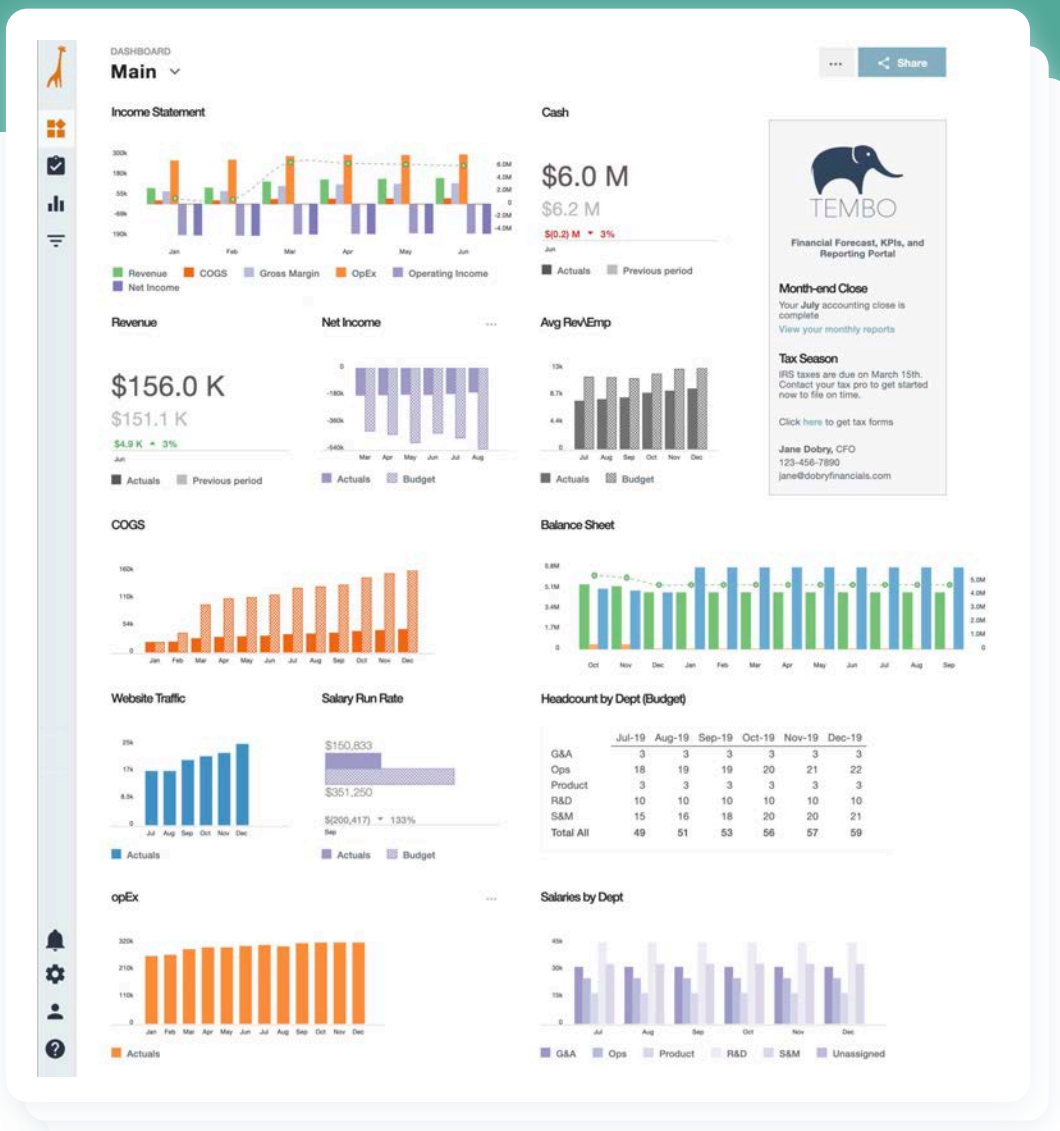 DASHBOARD
Main
...
Share
Income Statement
300k
180k
50k
-69k
190k
6.0M
4.0M
2.0M
0
-2.0M
-4.0M
Jan Feb Mar Apr May Jun
Revenue COGS Gross Margin OpEx Operating Income
Net Income
Cash
$6.0 M
$6.2 M
$(0.2) M ▼ 3%
Jun
Actuals Previous period
TEMBO
Financial Forecast, KPIs, and
Reporting Portal
Month-end Close
Your July accounting close is
complete
View your monthly reports
Tax Season
IRS taxes are due on March 15th.
Contact your tax pro to get started
now to file on time.
Click here to get tax forms
Jane Dobry, CFO
123-456-7890
jane@dobryfinancials.com
Revenue
$156.0 K
$151.1 K
$4.9 K ▲ 3%
Jun
Actuals Previous period
Net Income
...
0
-180k
-360k
-540k
Mar Apr May Jun Jul Aug
Actuals Budget
Avg Rev\Emp
13k
8.7k
4.4k
0
Jul Aug Sep Oct Nov Dec
Actuals Budget
COGS
160k
110k
54k
0
Jan Feb Mar Apr May Jun Jul Aug Sep Oct Nov Dec
Balance Sheet
6.8M
5.1M
3.4M
1.7M
0
5.0M
4.0M
3.0M
2.0M
1.0M
0
Oct Nov Dec Jan Feb Mar Apr May Jun Jul Aug Sep
Website Traffic
25k
17k
8.3k
0
Jul Aug Sep Oct Nov Dec
Actuals
Salary Run Rate
$150,833
$351,250
$(200,417) ▼ 133%
Sep
Actuals Budget
Headcount by Dept (Budget)
Jul-19 Aug-19 Sep-19 Oct-19 Nov-19 Dec-19
G&A 3 3 3 3 3 3
Ops 18 19 19 20 21 22
Product 3 3 3 3 3 3
R&D 10 10 10 10 10 10
S&M 15 16 18 20 20 21
Total All 49 51 53 56 57 59
opEx
...
320k
210k
110k
0
Jan Feb Mar Apr May Jun Jul Aug Sep Oct Nov Dec
Actuals
Salaries by Dept
45k
30k
15k
0
Jul Aug Sep Oct Nov Dec
G&A Ops Product R&D S&M Unassigned